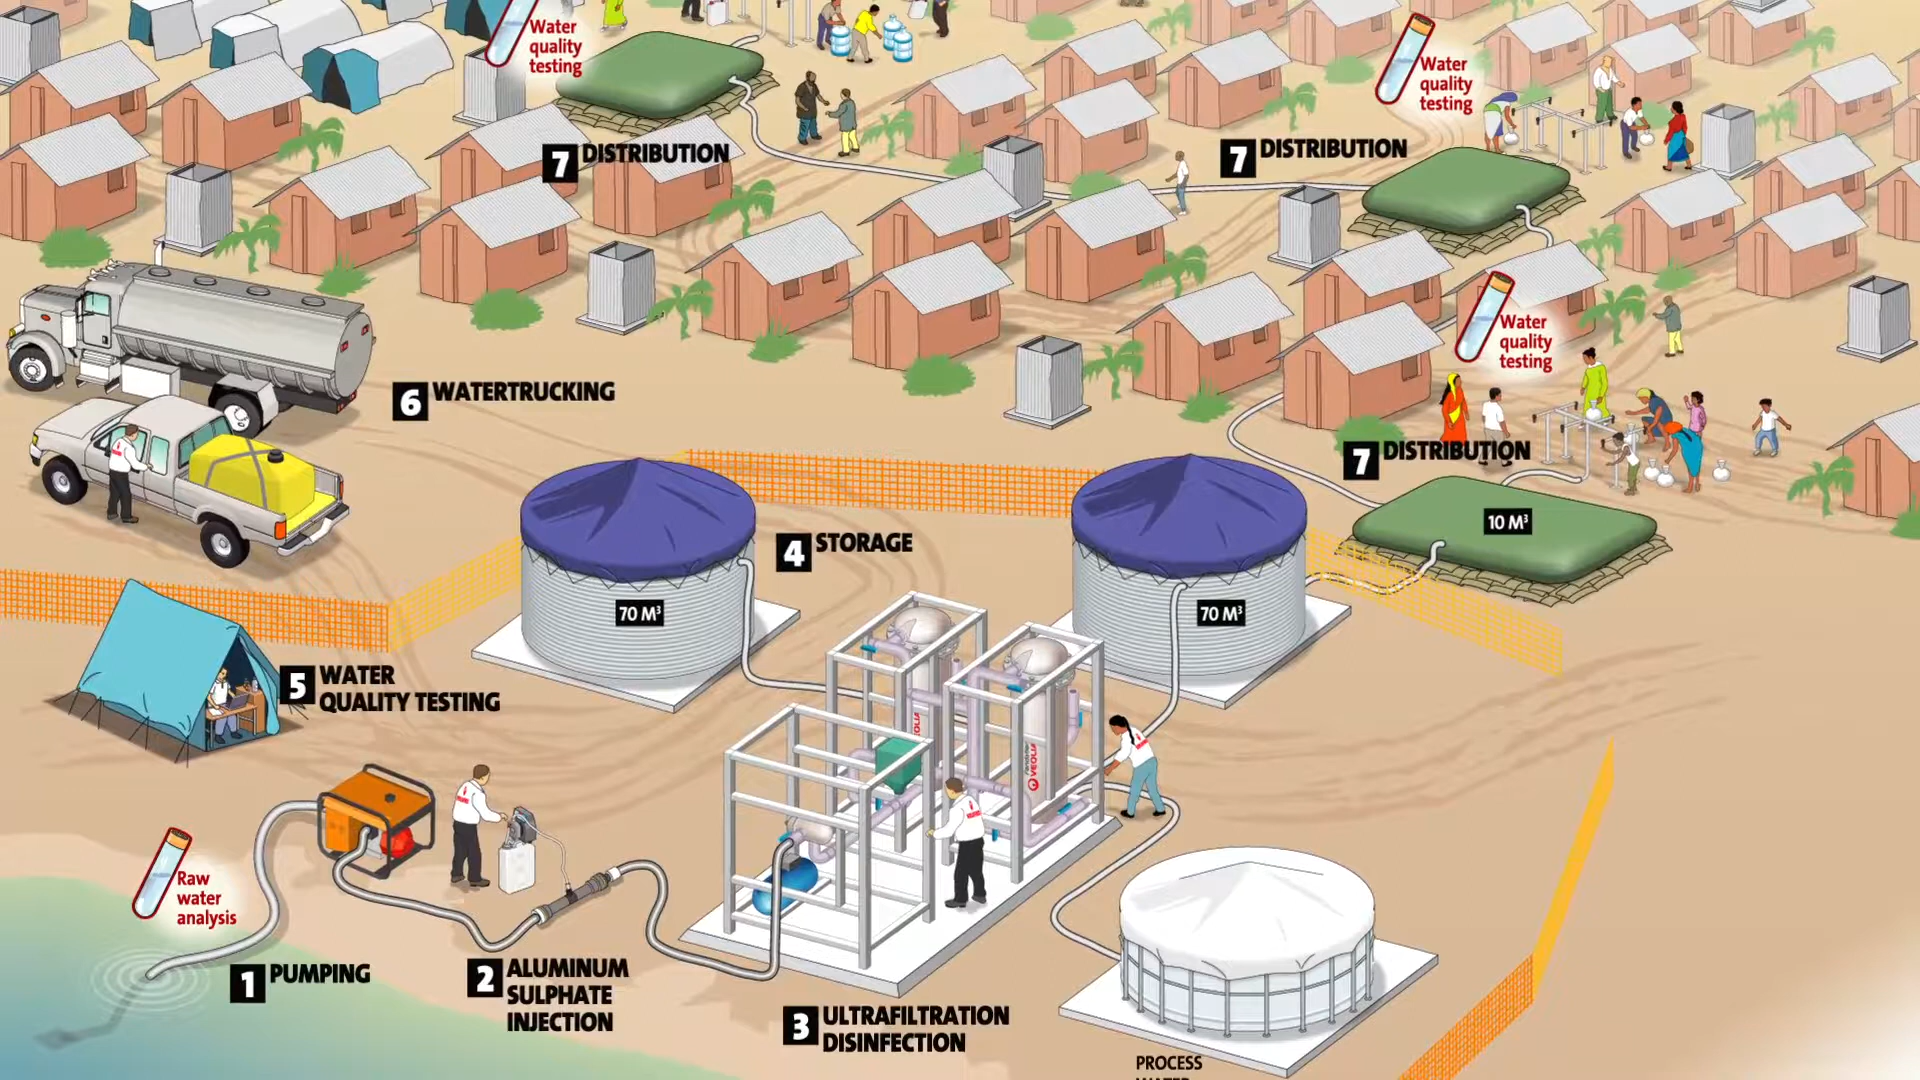 Water
quality
testing
Water
quality
testing
7 DISTRIBUTION
7 DISTRIBUTION
Water
quality
testing
6 WATERTRUCKING
7 DISTRIBUTION
10 M³
4 STORAGE
70 M³
70 M³
5 WATER
QUALITY TESTING
VEOLIA
Raw
water
analysis
1 PUMPING
2 ALUMINUM
SULPHATE
INJECTION
3 ULTRAFILTRATION
DISINFECTION
PROCESS